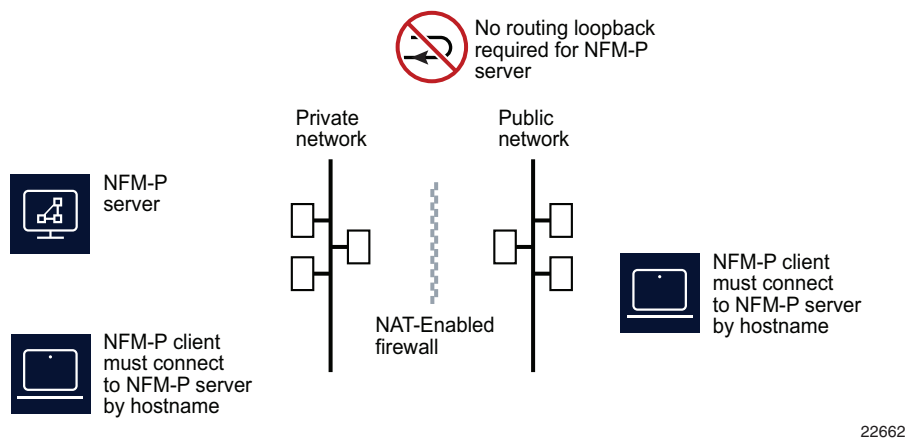 No routing loopback
required for NFM-P
server
Private
network
Public
network
NFM-P
server
NFM-P client
must connect
to NFM-P server
by hostname
NAT-Enabled
firewall
NFM-P client
must connect
to NFM-P server
by hostname
22662